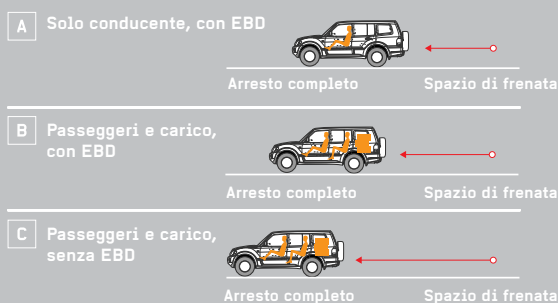 A Solo conducente, con EBD
Arresto completo Spazio di frenata
B Passeggeri e carico,
con EBD
Arresto completo Spazio di frenata
C Passeggeri e carico,
senza EBD
Arresto completo Spazio di frenata